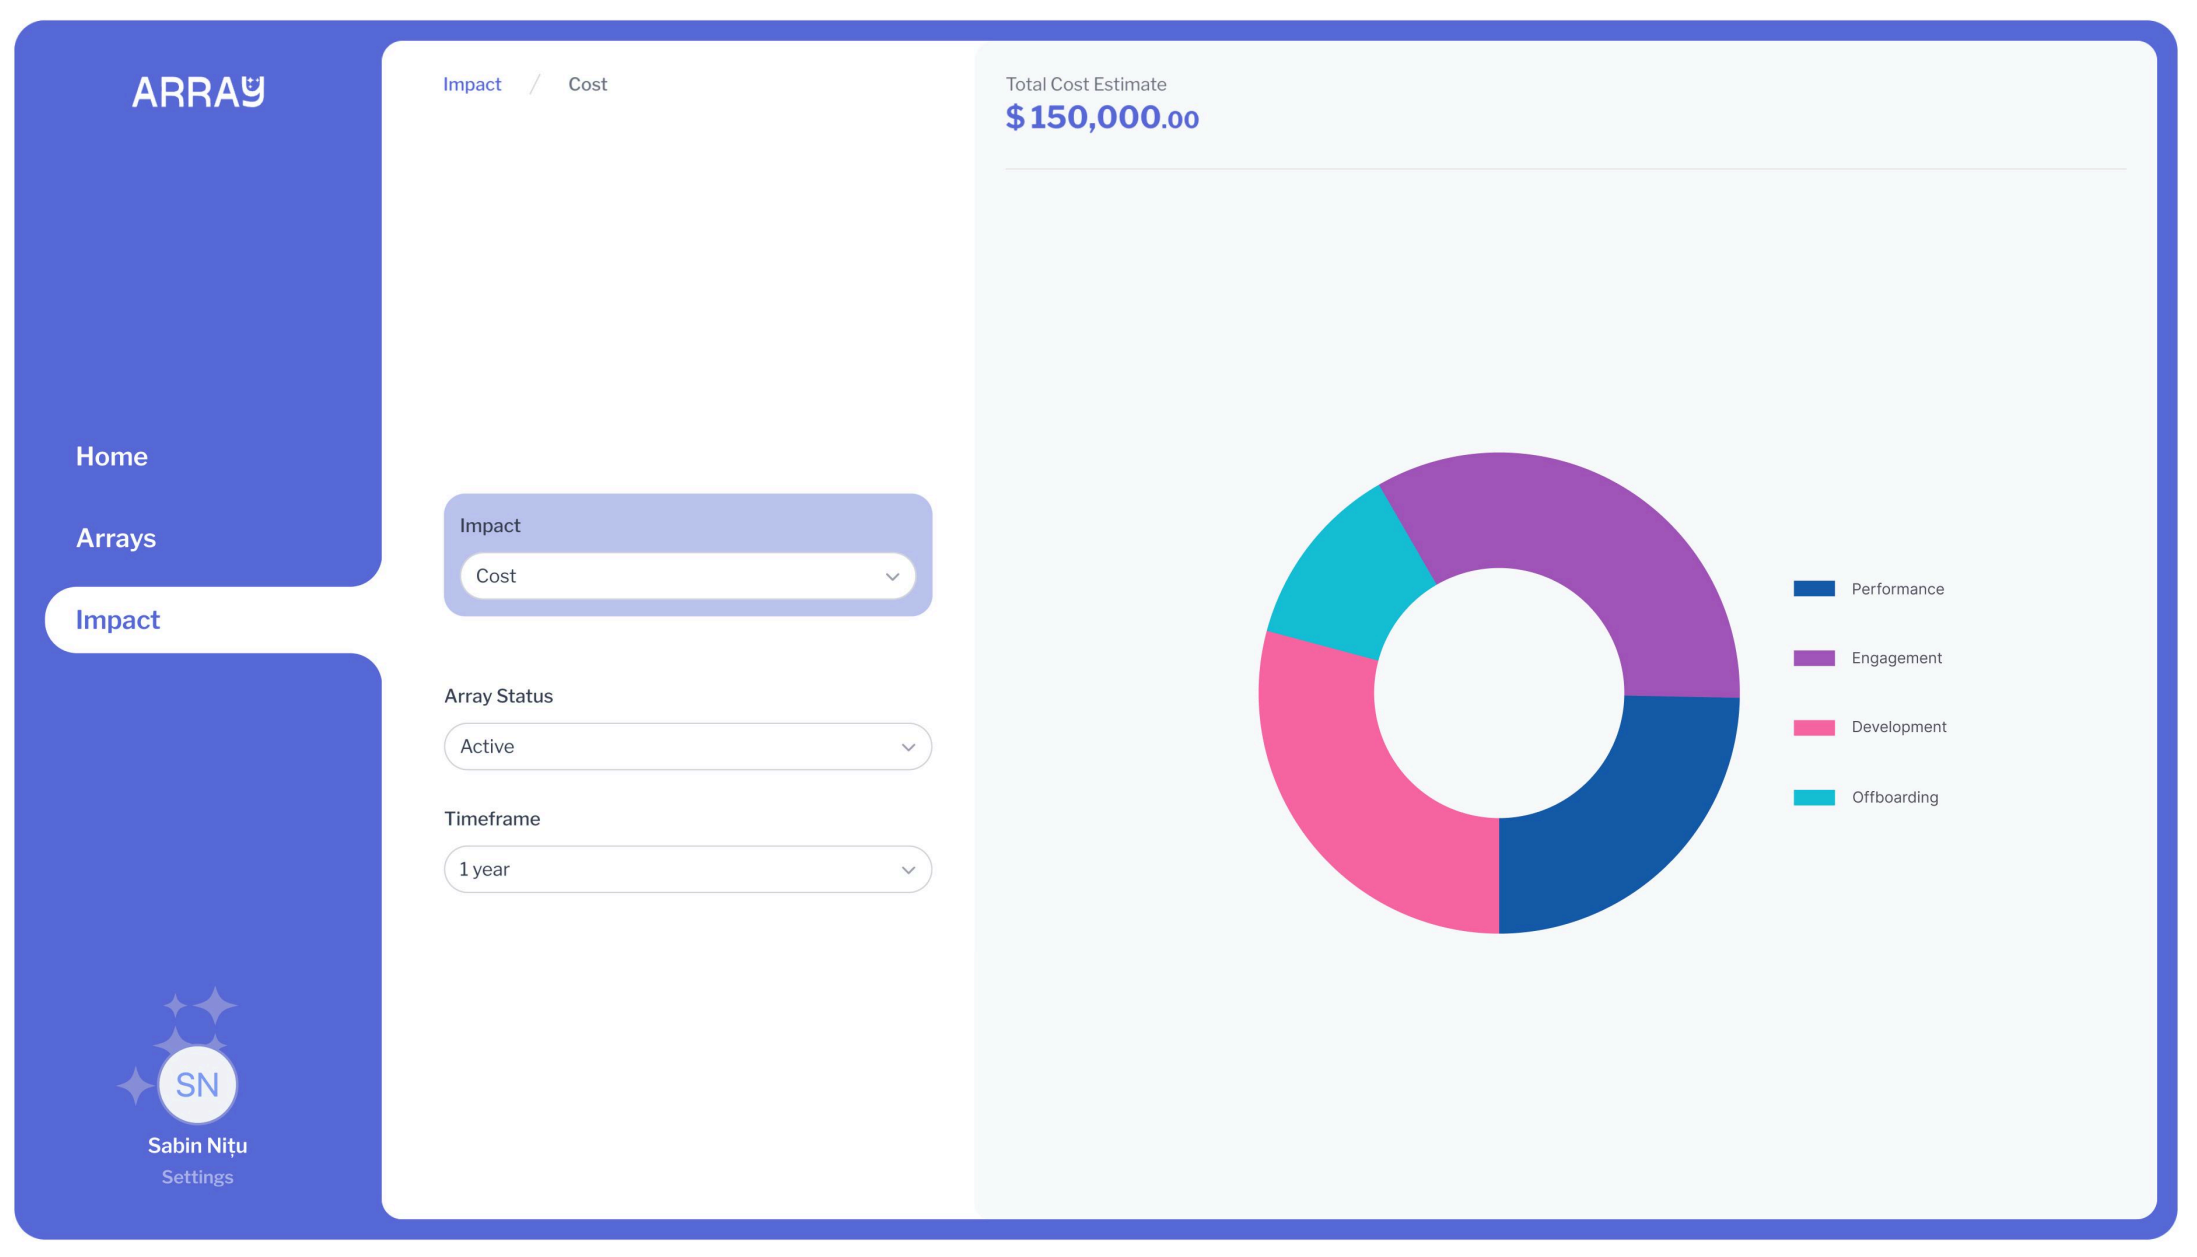 ARRAY
Home
Arrays
Impact
SN
Sabin Nițu
Settings
Impact / Cost
Impact
Cost
Array Status
Active
Timeframe
1 year
Total Cost Estimate
$150,000.00
Performance
Engagement
Development
Offboarding